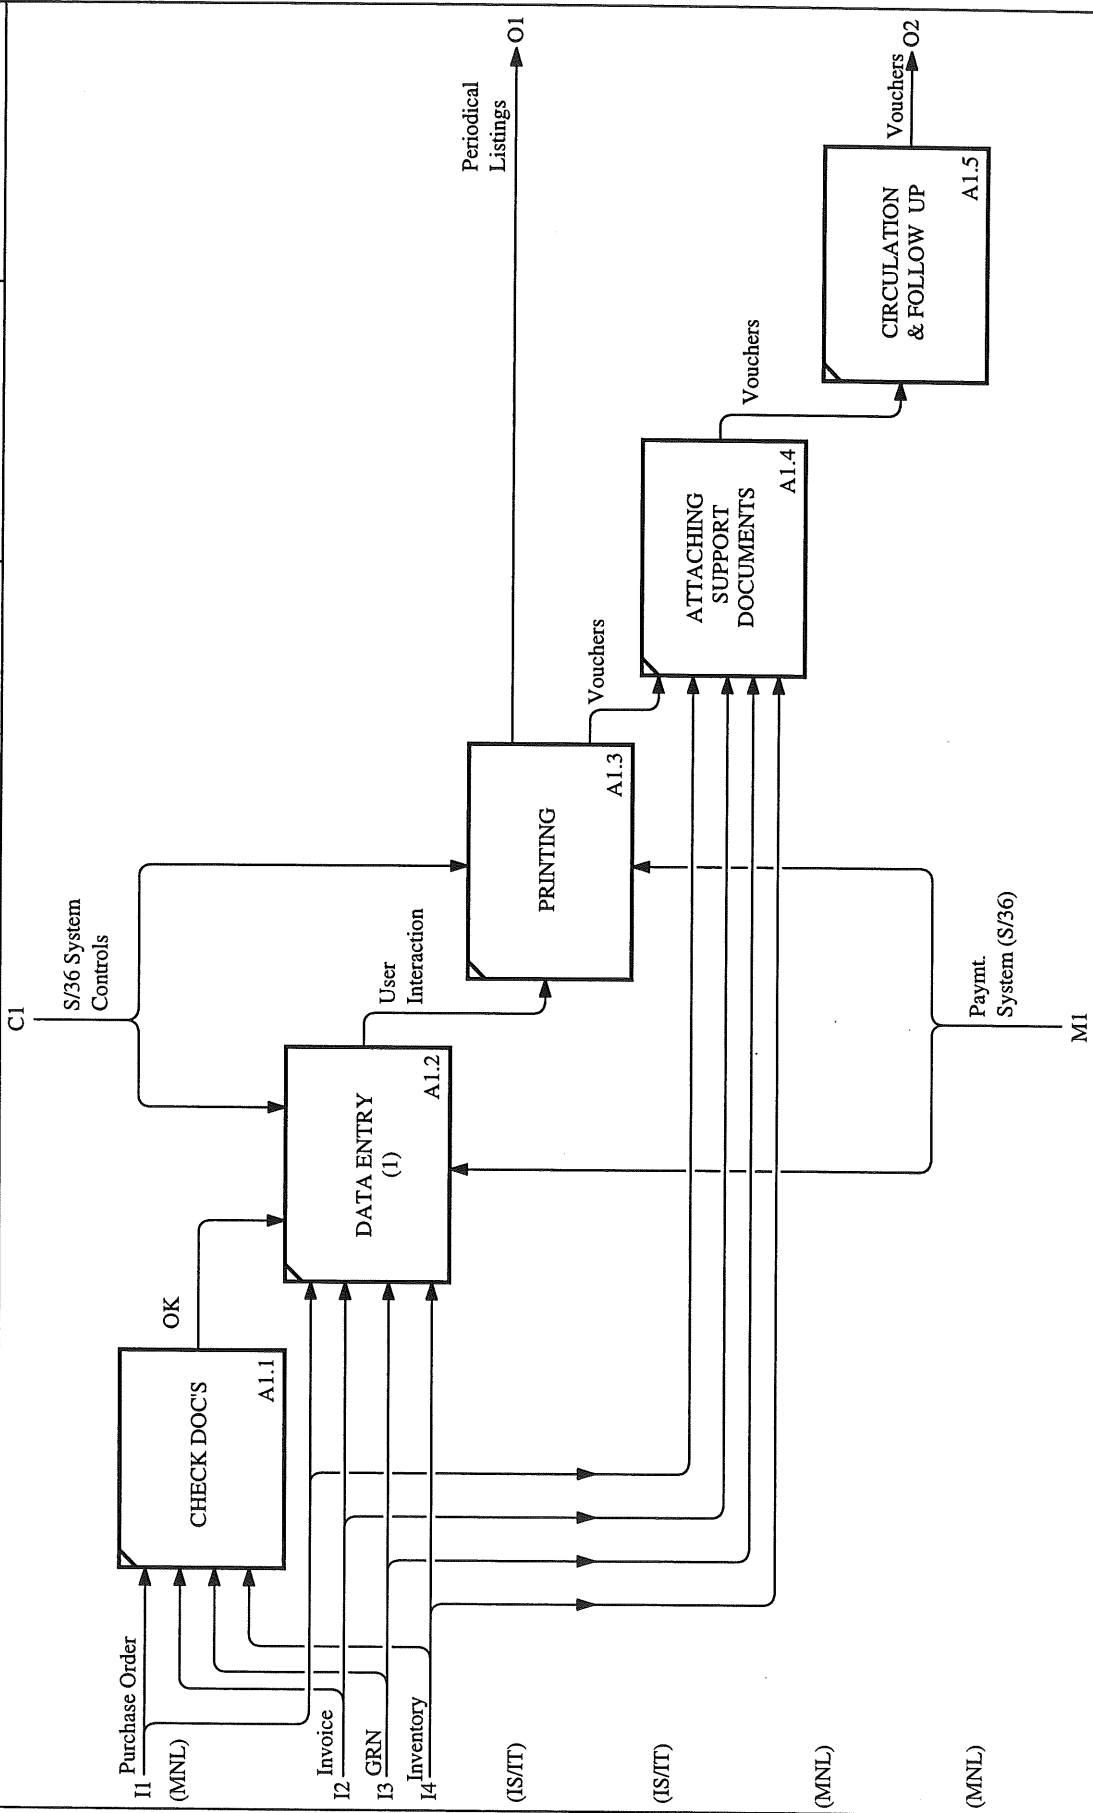 C1
S/36 System
Controls
I1
Purchase Order
(MNL)
CHECK DOC'S
A1.1
OK
I2
Invoice
I3
GRN
I4
Inventory
DATA ENTRY
(1)
A1.2
User
Interaction
(IS/IT)
PRINTING
A1.3
Periodical
Listings
O1
Vouchers
(IS/IT)
ATTACHING
SUPPORT
DOCUMENTS
A1.4
Vouchers
(MNL)
CIRCULATION
& FOLLOW UP
A1.5
Vouchers
O2
(MNL)
Paymt.
System (S/36)
M1